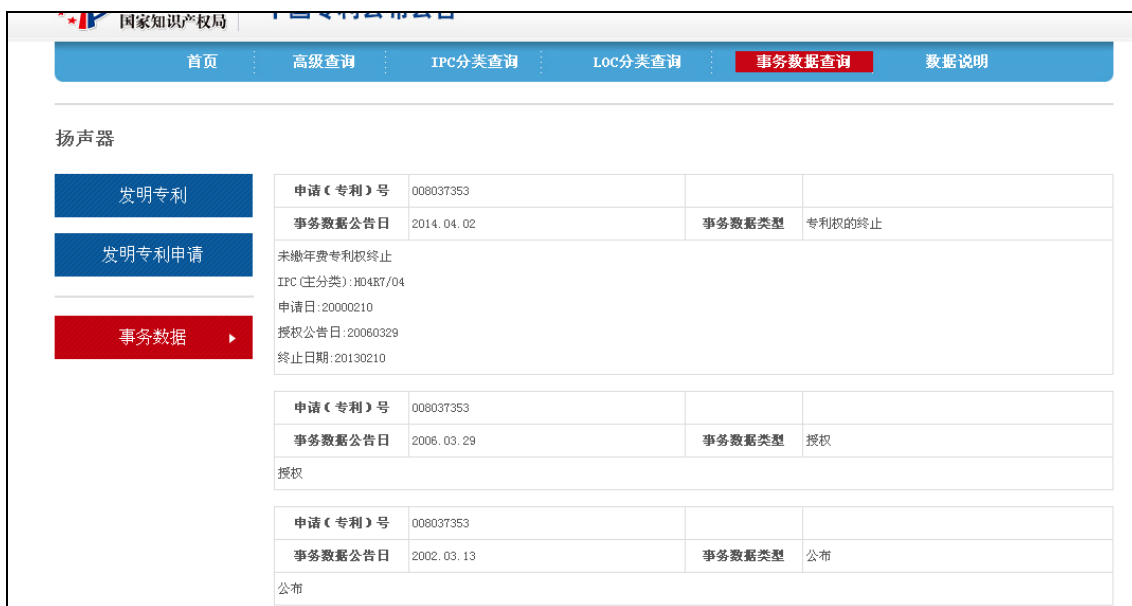 国家知识产权局
首页 高级查询 IPC分类查询 LOC分类查询 事务数据查询 数据说明
扬声器
发明专利
发明专利申请
事务数据
申请(专利)号 008037353
事务数据公告日 2014.04.02 事务数据类型 专利权的终止
未缴年费专利权终止
IPC(主分类):H04R7/04
申请日:20000210
授权公告日:20060329
终止日期:20130210
申请(专利)号 008037353
事务数据公告日 2006.03.29 事务数据类型 授权
授权
申请(专利)号 008037353
事务数据公告日 2002.03.13 事务数据类型 公布
公布